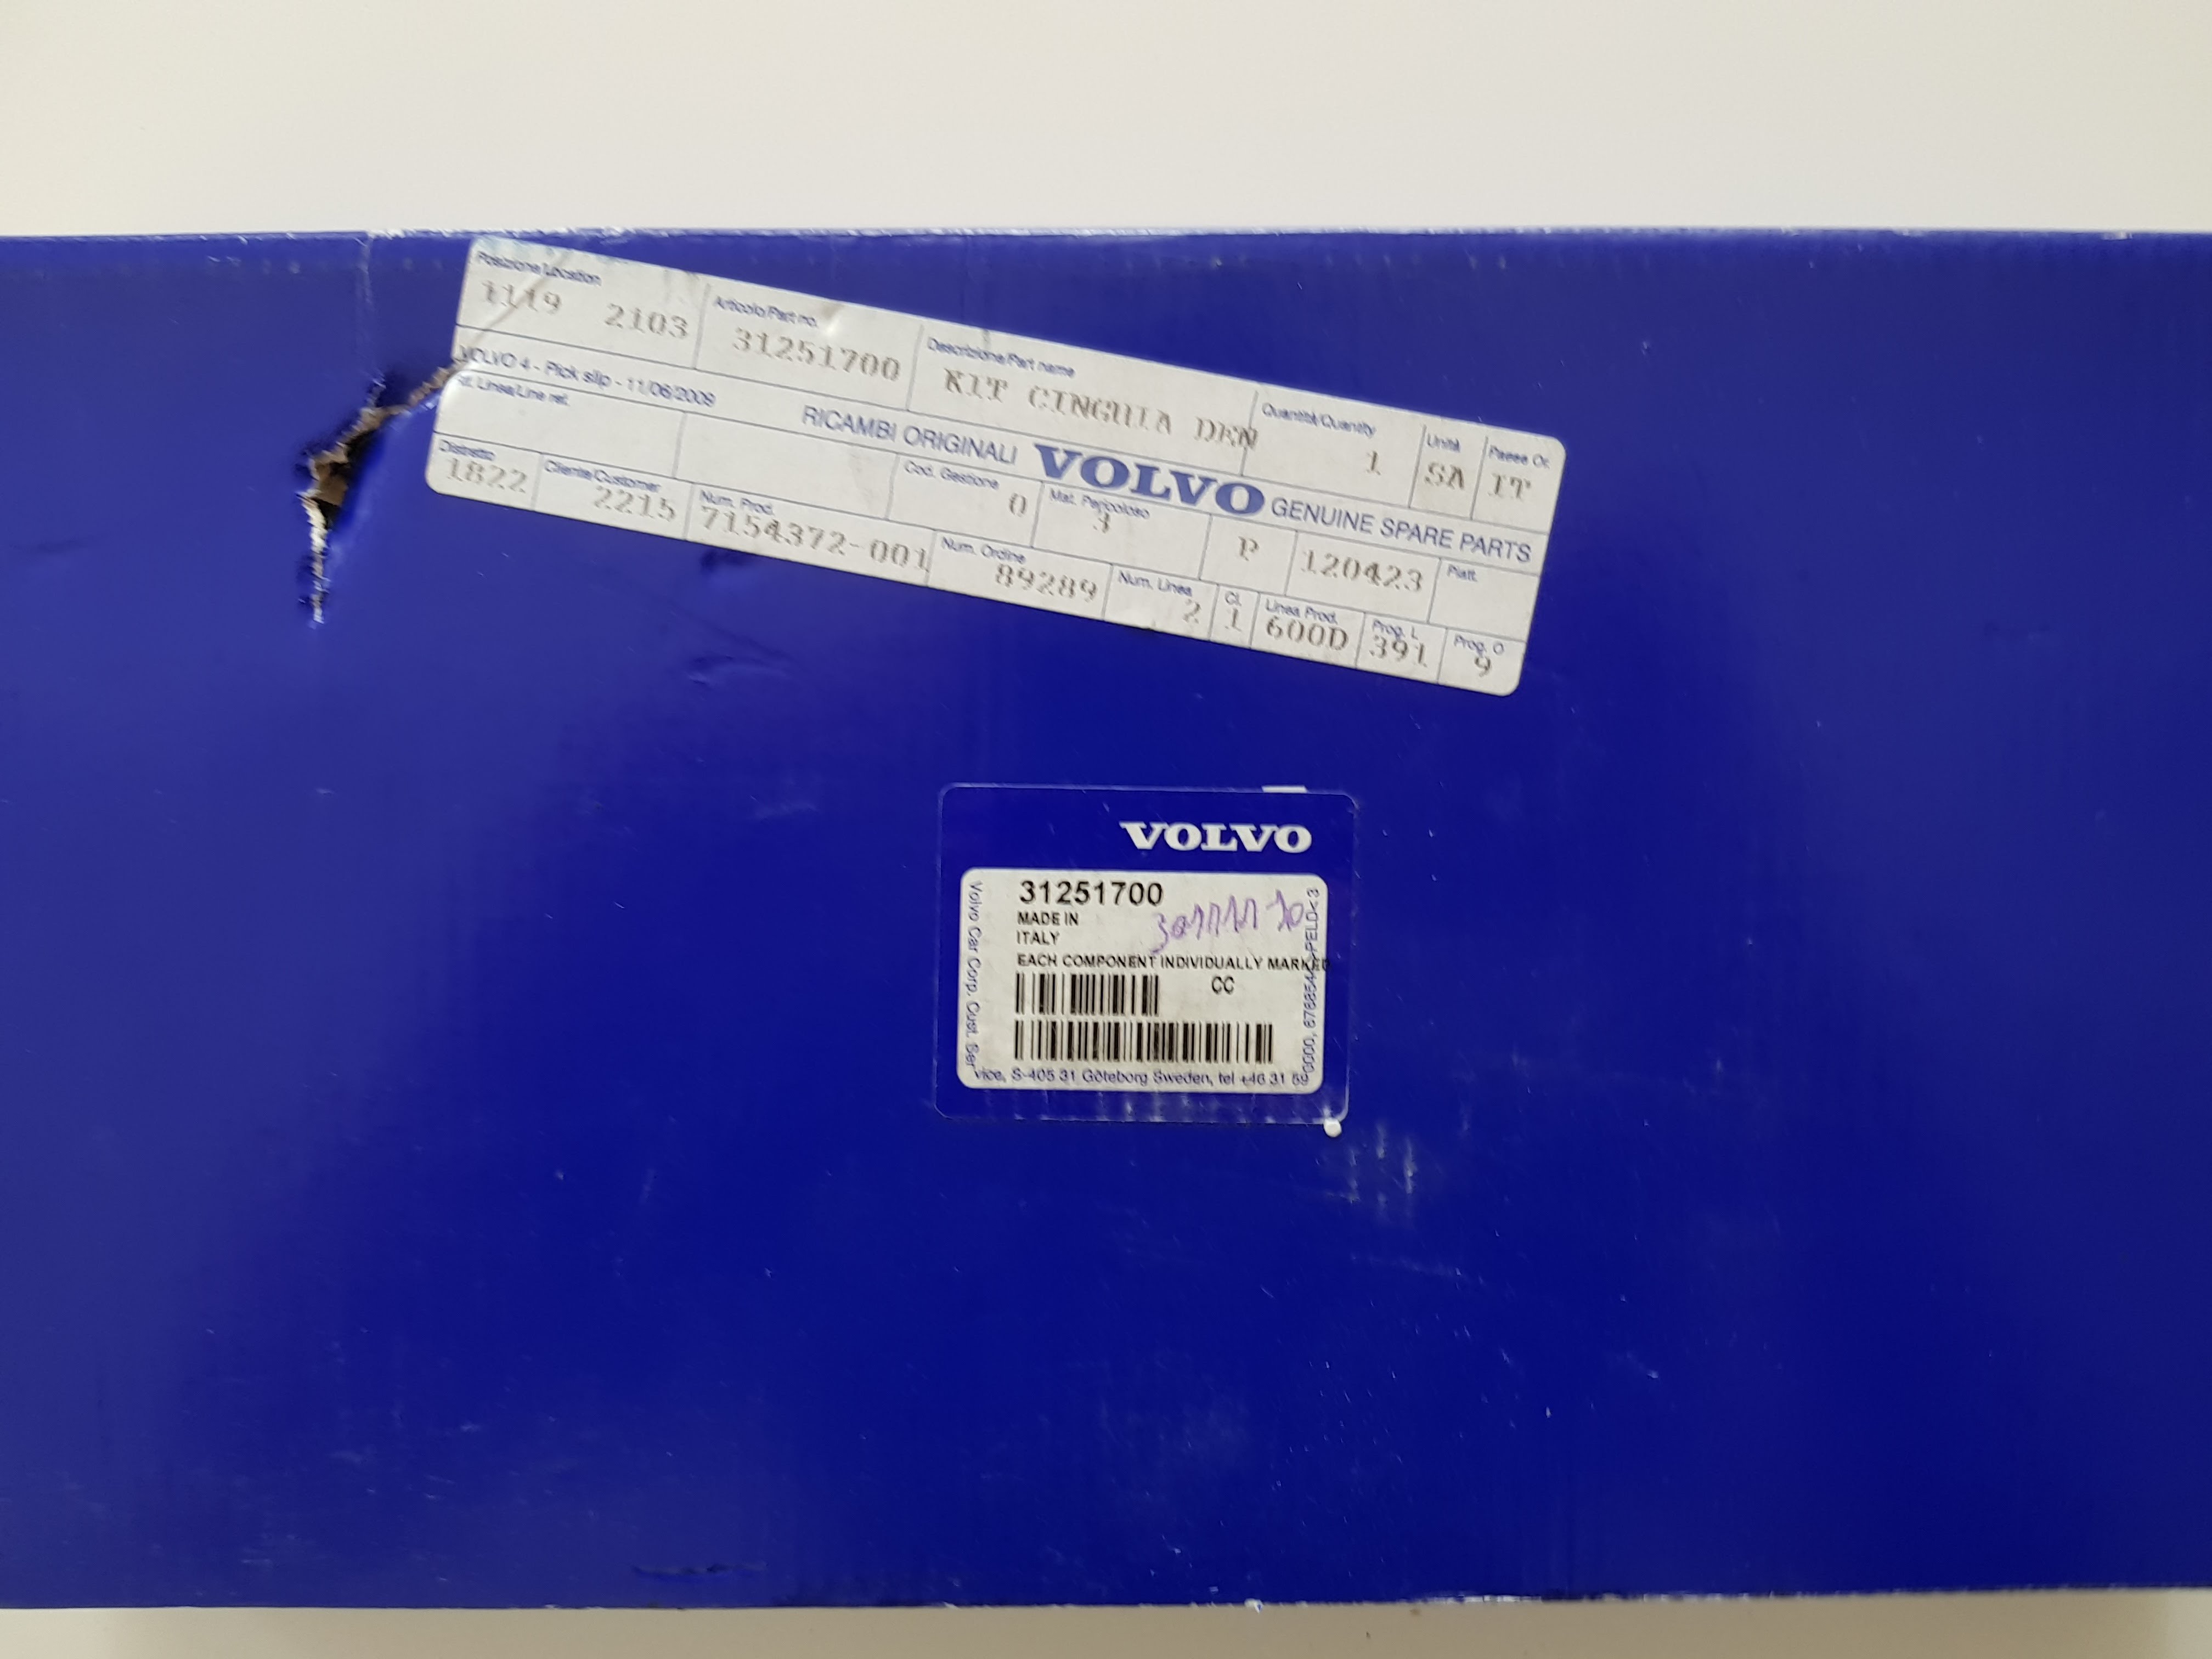 Posizione/Location Articolo/Part no. Descrizione/Part name Quantità/Quantity Unità Paese Or.
1119 2103 31251700 KIT CINGHIA DEN 1 SA IT
VOLVO 4 - Pick slip - 11/06/2009 RICAMBI ORIGINALI VOLVO GENUINE SPARE PARTS
Linea/Line ref. Cod. Gestione Mat. Pericoloso Piatt.
0 3 P 120423
Distretto Cliente/Customer Num. Prod. Num. Ordine Num. Linea Cl. Linea Prod. Prog. L Prog. O
1822 2215 7154372-001 89289 2 1 600D 391 9
VOLVO
31251700
MADE IN
ITALY
EACH COMPONENT INDIVIDUALLY MARKED
CC
Volvo Car Corp. Cust. Service, S-405 31 Göteborg Sweden, tel +46 31 59